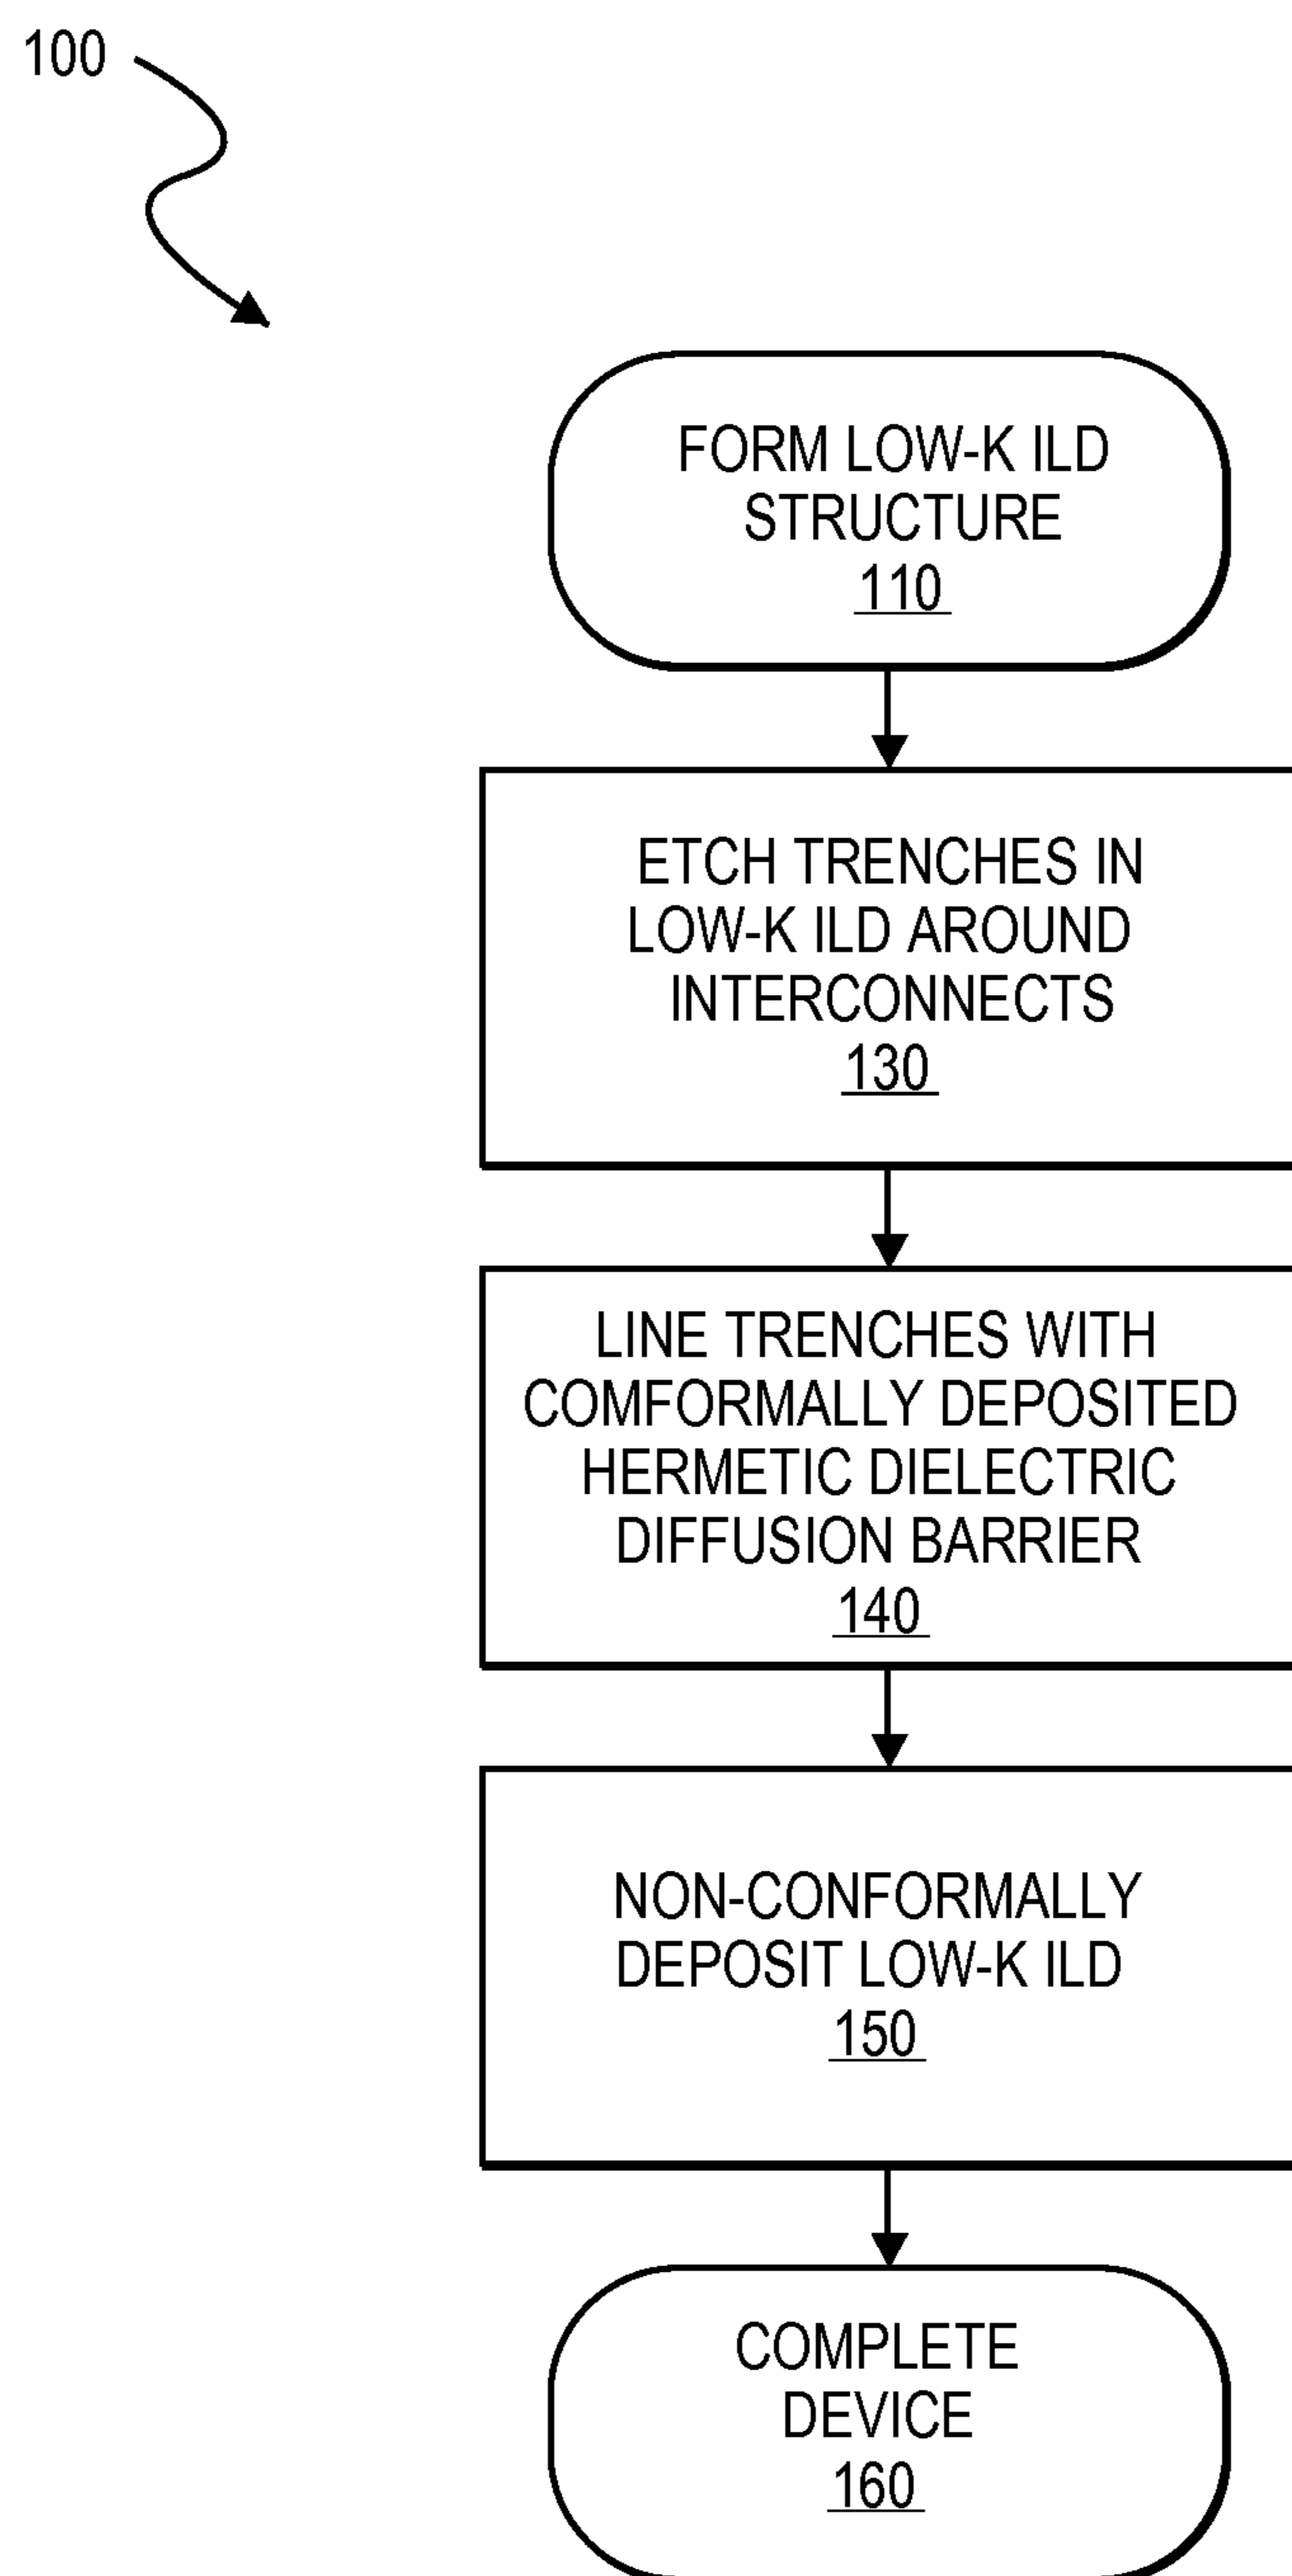 100
FORM LOW-K ILD
STRUCTURE
110
ETCH TRENCHES IN
LOW-K ILD AROUND
INTERCONNECTS
130
LINE TRENCHES WITH
COMFORMALLY DEPOSITED
HERMETIC DIELECTRIC
DIFFUSION BARRIER
140
NON-CONFORMALLY
DEPOSIT LOW-K ILD
150
COMPLETE
DEVICE
160